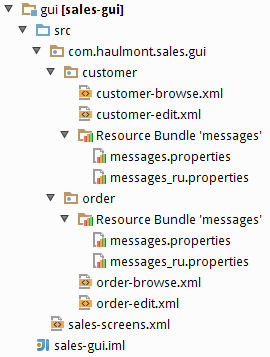 gui [sales-gui]
src
com.haulmont.sales.gui
customer
customer-browse.xml
customer-edit.xml
Resource Bundle 'messages'
messages.properties
messages_ru.properties
order
Resource Bundle 'messages'
messages.properties
messages_ru.properties
order-browse.xml
order-edit.xml
sales-screens.xml
sales-gui.iml